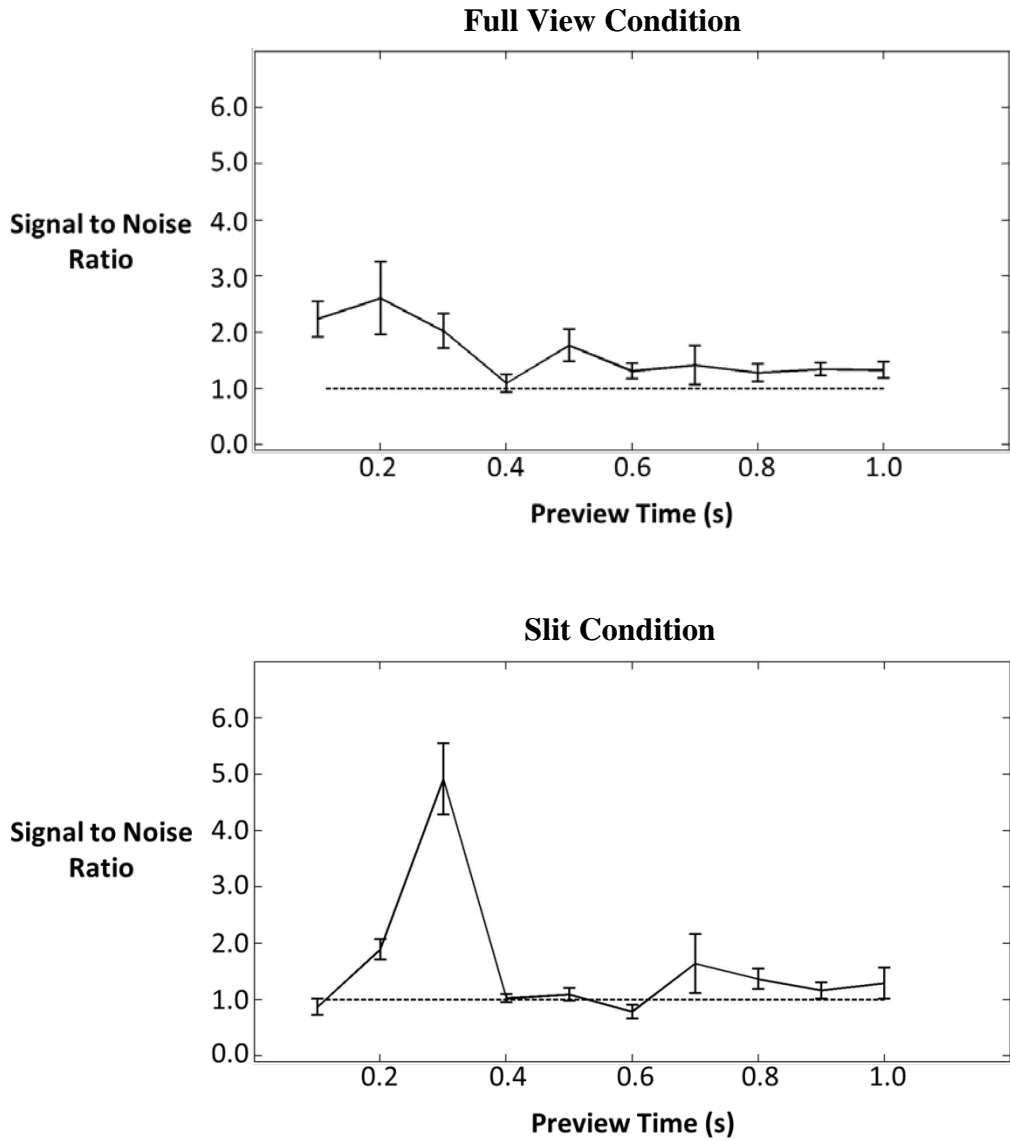 Full View Condition
6.0
5.0
4.0
3.0
2.0
1.0
0.0
Signal to Noise
Ratio
0.2 0.4 0.6 0.8 1.0
Preview Time (s)
Slit Condition
6.0
5.0
4.0
3.0
2.0
1.0
0.0
Signal to Noise
Ratio
0.2 0.4 0.6 0.8 1.0
Preview Time (s)